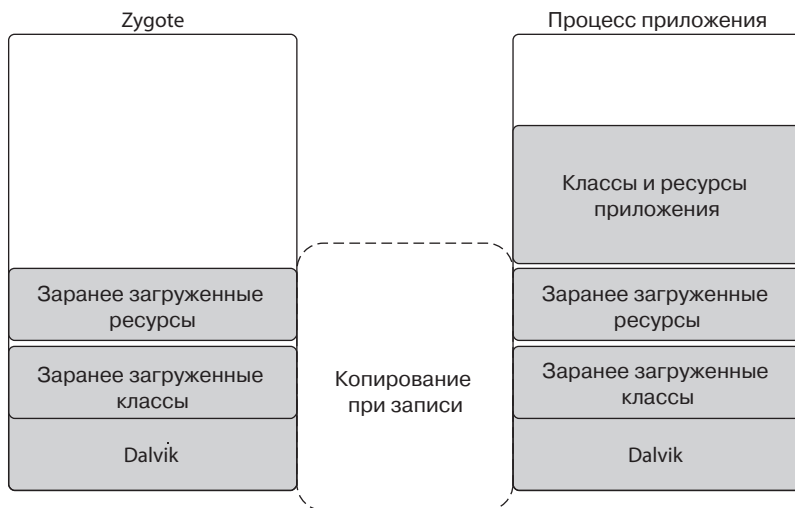 Zygote
Процесс приложения
Классы и ресурсы
приложения
Заранее загруженные
ресурсы
Заранее загруженные
ресурсы
Заранее загруженные
классы
Копирование
при записи
Заранее загруженные
классы
Dalvik
Dalvik